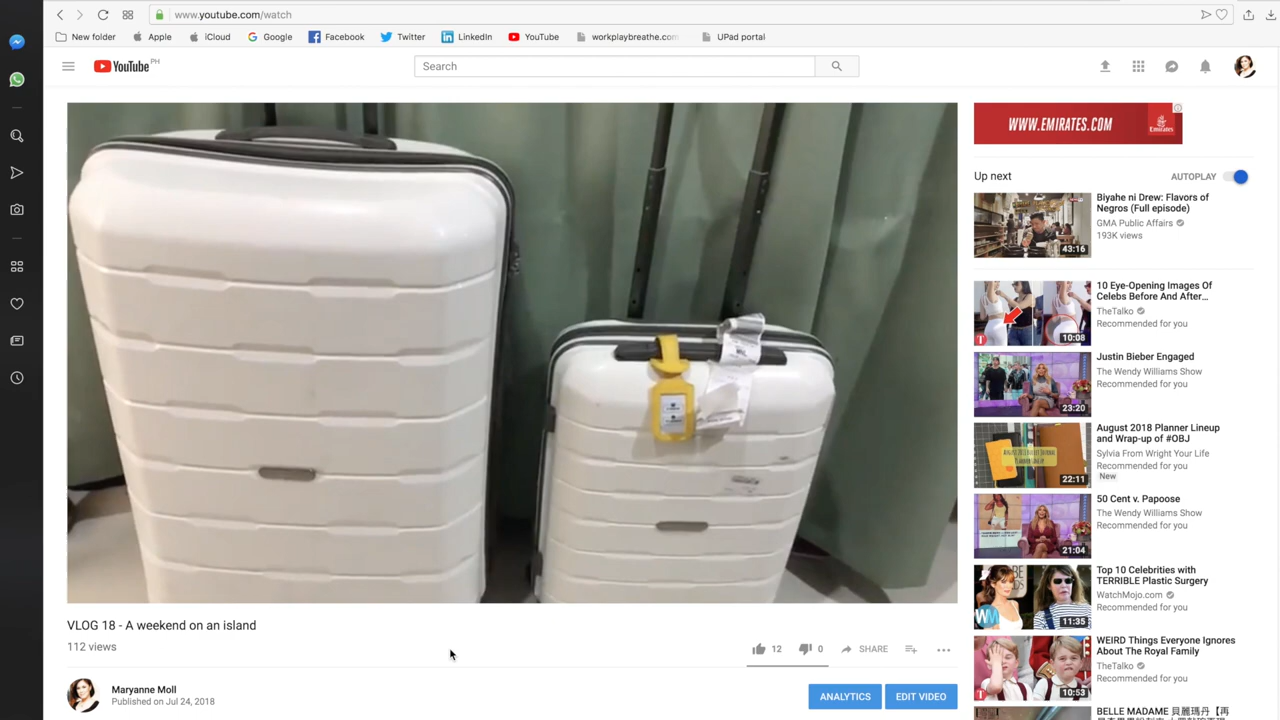 www.youtube.com/watch
New folder
Apple
iCloud
Google
Facebook
Twitter
LinkedIn
YouTube
workplaybreathe.com
UPad portal
YouTube PH
Search
WWW.EMIRATES.COM
Emirates
Up next
AUTOPLAY
43:16
Biyahe ni Drew: Flavors of
Negros (Full episode)
GMA Public Affairs
193K views
10:08
10 Eye-Opening Images Of
Celebs Before And After…
TheTalko
Recommended for you
23:20
Justin Bieber Engaged
The Wendy Williams Show
Recommended for you
22:11
August 2018 Planner Lineup
and Wrap-up of #OBJ
Sylvia From Wright Your Life
Recommended for you
New
21:04
50 Cent v. Papoose
The Wendy Williams Show
Recommended for you
11:35
Top 10 Celebrities with
TERRIBLE Plastic Surgery
WatchMojo.com
Recommended for you
10:53
WEIRD Things Everyone Ignores
About The Royal Family
TheTalko
Recommended for you
BELLE MADAME 貝麗瑪丹【再
VLOG 18 - A weekend on an island
112 views
12
0
SHARE
Maryanne Moll
Published on Jul 24, 2018
ANALYTICS
EDIT VIDEO